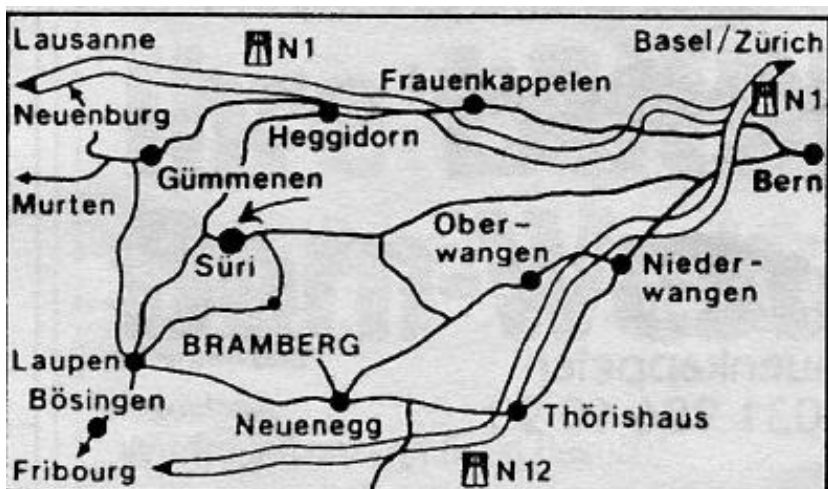 Lausanne
N1
Basel/Zürich
Frauenkappelen
N1
Neuenburg
Heggidorn
Gümmenen
Bern
Murten
Ober-
wangen
Süri
Nieder-
wangen
BRAMBERG
Laupen
Bösingen
Neuenegg
Thörishaus
Fribourg
N12